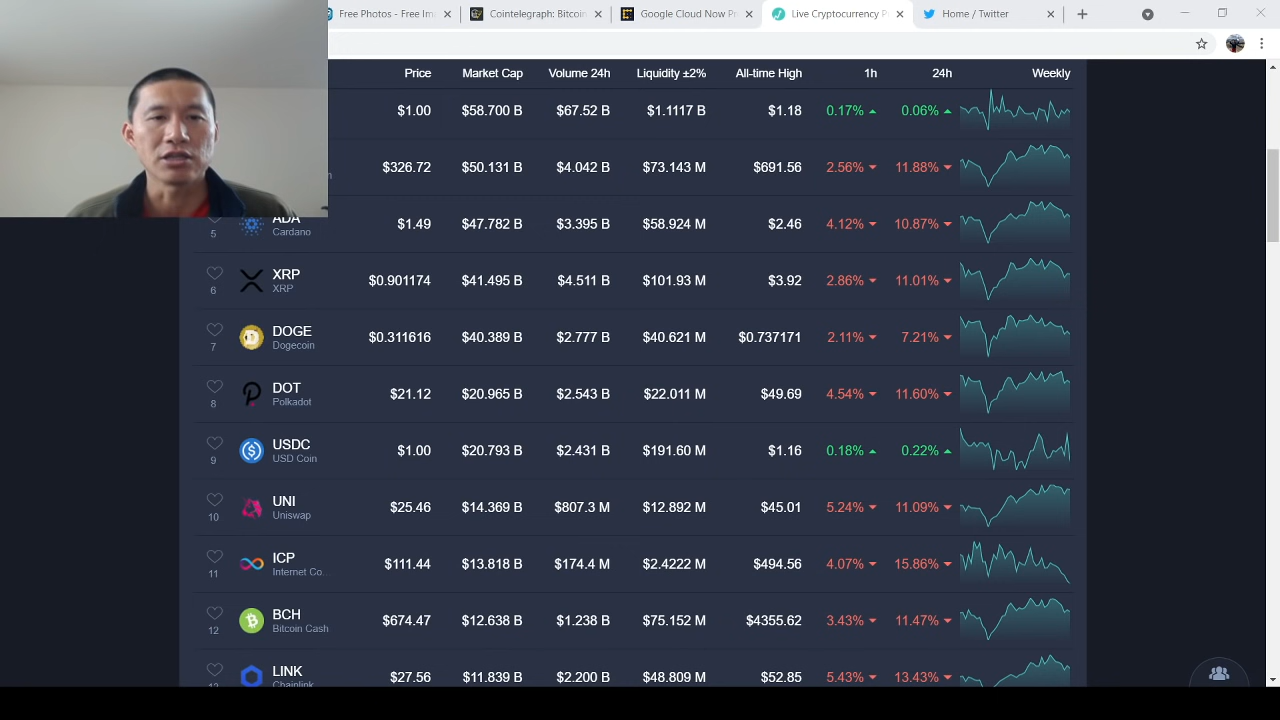 Free Photos - Free Im
Cointelegraph: Bitcoin
Google Cloud Now P
Live Cryptocurrency P
Home / Twitter
Price Market Cap Volume 24h Liquidity ±2% All-time High 1h 24h Weekly
$1.00 $58.700 B $67.52 B $1.1117 B $1.18 0.17% 0.06%
$326.72 $50.131 B $4.042 B $73.143 M $691.56 2.56% 11.88%
5 ADA Cardano $1.49 $47.782 B $3.395 B $58.924 M $2.46 4.12% 10.87%
6 XRP XRP $0.901174 $41.495 B $4.511 B $101.93 M $3.92 2.86% 11.01%
7 DOGE Dogecoin $0.311616 $40.389 B $2.777 B $40.621 M $0.737171 2.11% 7.21%
8 DOT Polkadot $21.12 $20.965 B $2.543 B $22.011 M $49.69 4.54% 11.60%
9 USDC USD Coin $1.00 $20.793 B $2.431 B $191.60 M $1.16 0.18% 0.22%
10 UNI Uniswap $25.46 $14.369 B $807.3 M $12.892 M $45.01 5.24% 11.09%
11 ICP Internet Co... $111.44 $13.818 B $174.4 M $2.4222 M $494.56 4.07% 15.86%
12 BCH Bitcoin Cash $674.47 $12.638 B $1.238 B $75.152 M $4355.62 3.43% 11.47%
LINK Chainlink $27.56 $11.839 B $2.200 B $48.809 M $52.85 5.43% 13.43%